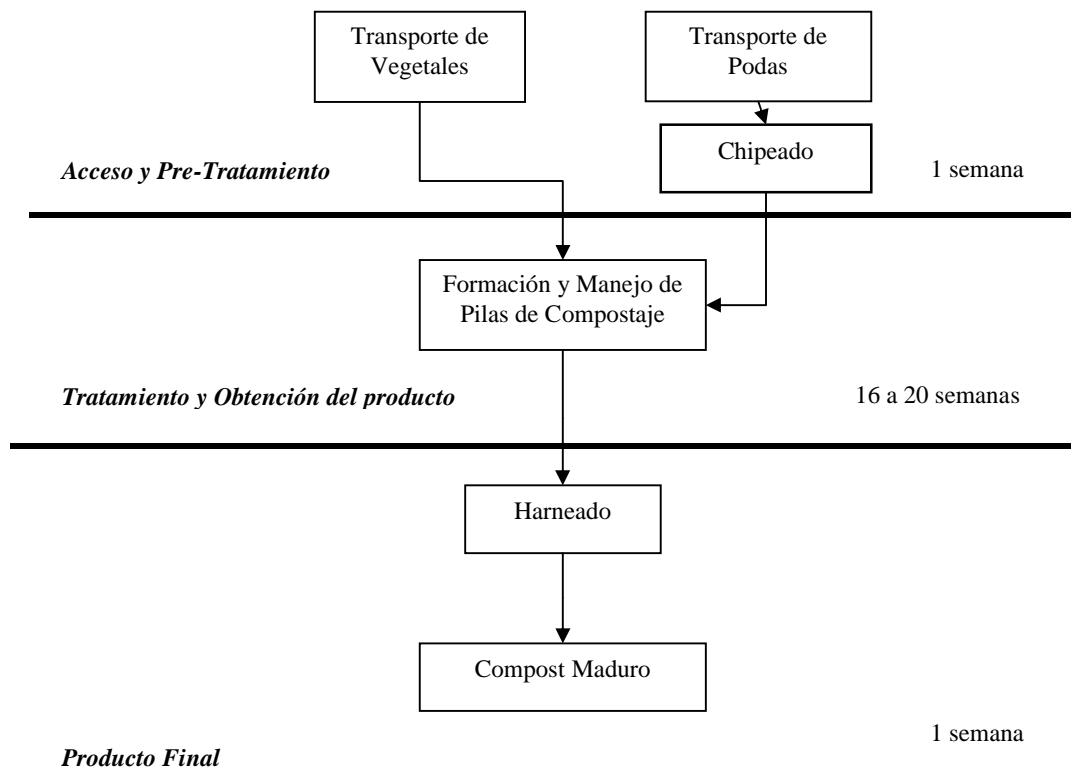 Transporte de
Vegetales
Transporte de
Podas
Chipeado
Acceso y Pre-Tratamiento
1 semana
Formación y Manejo de
Pilas de Compostaje
Tratamiento y Obtención del producto
16 a 20 semanas
Harneado
Compost Maduro
1 semana
Producto Final